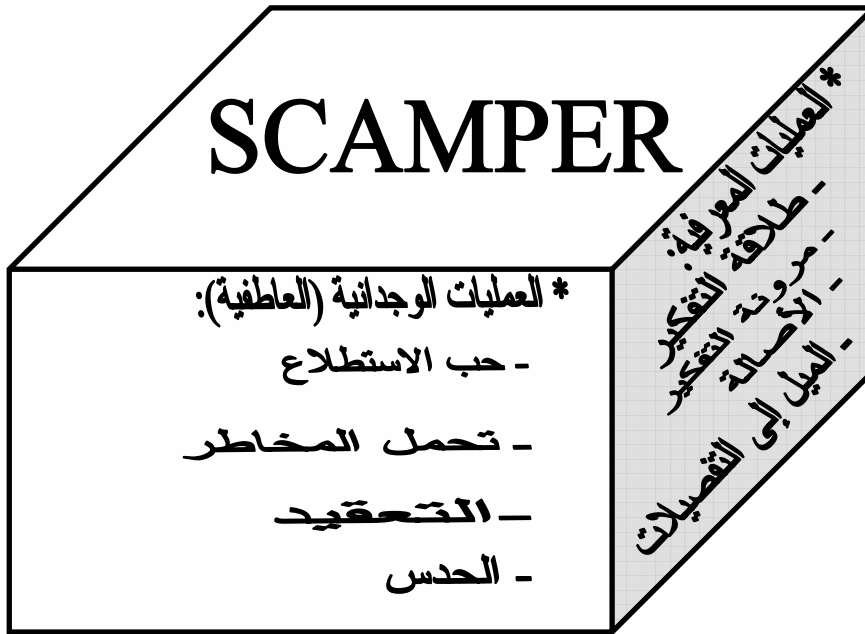 SCAMPER
* العمليات الوجدانية (العاطفية):
- حب الاستطلاع
- تحمل المخاطر
- التعقيد
- الحدس
* العمليات المعرفية:
- طلاقة التفكير
- مرونة التفكير
- الأصالة
- الميل إلى التفصيلات